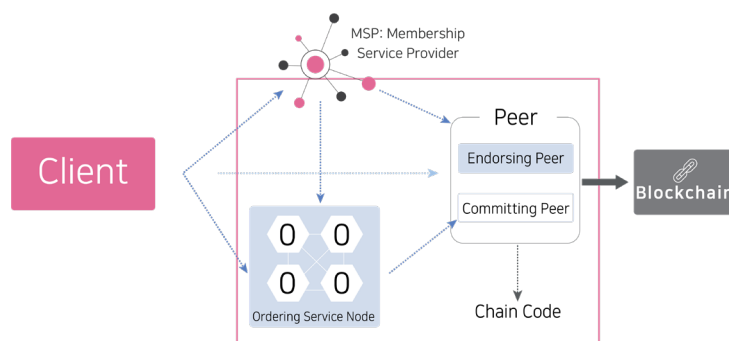 MSP: Membership
Service Provider
Client
Peer
Endorsing Peer
Committing Peer
Blockchain
0 0
0 0
Ordering Service Node
Chain Code